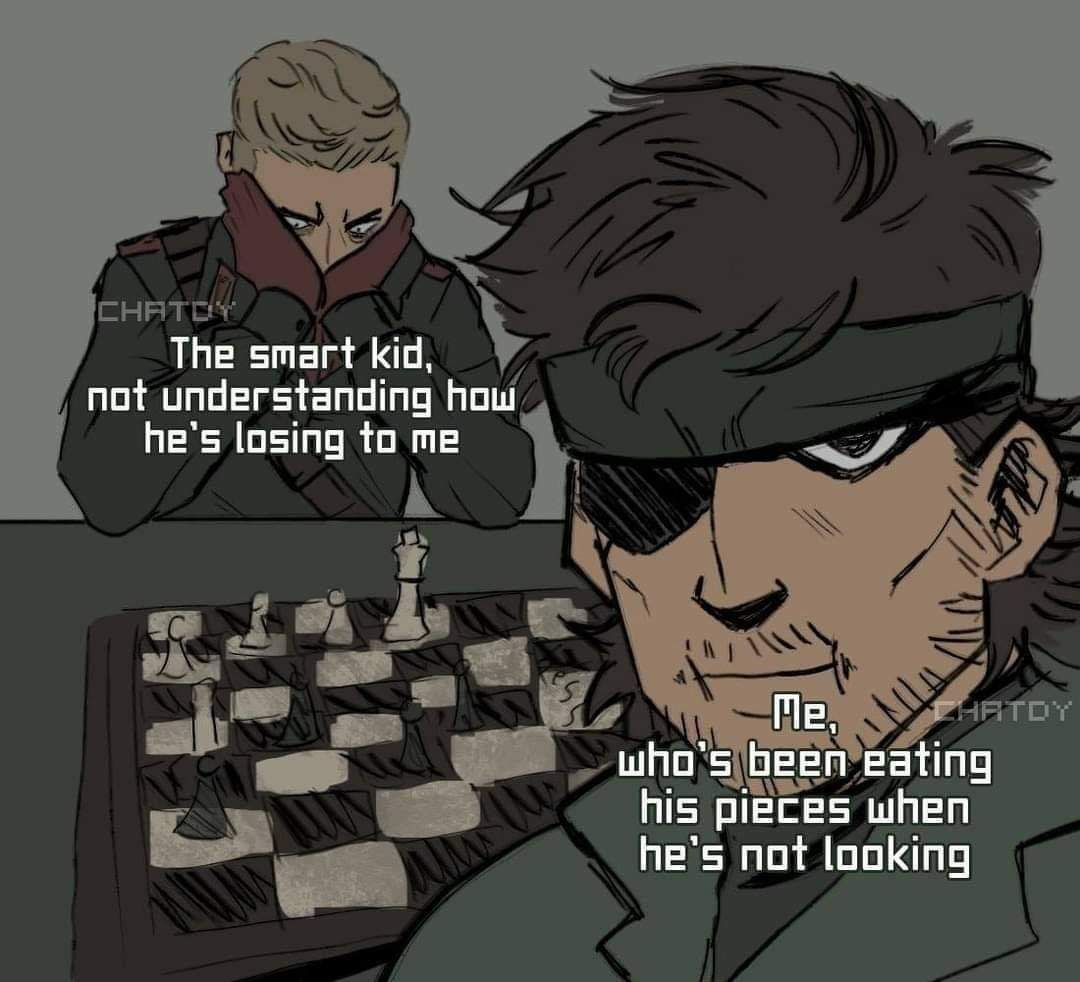 CHATDY
The smart kid,
not understanding how
he's losing to me
Me,
CHATDY
who's been eating
his pieces when
he's not looking